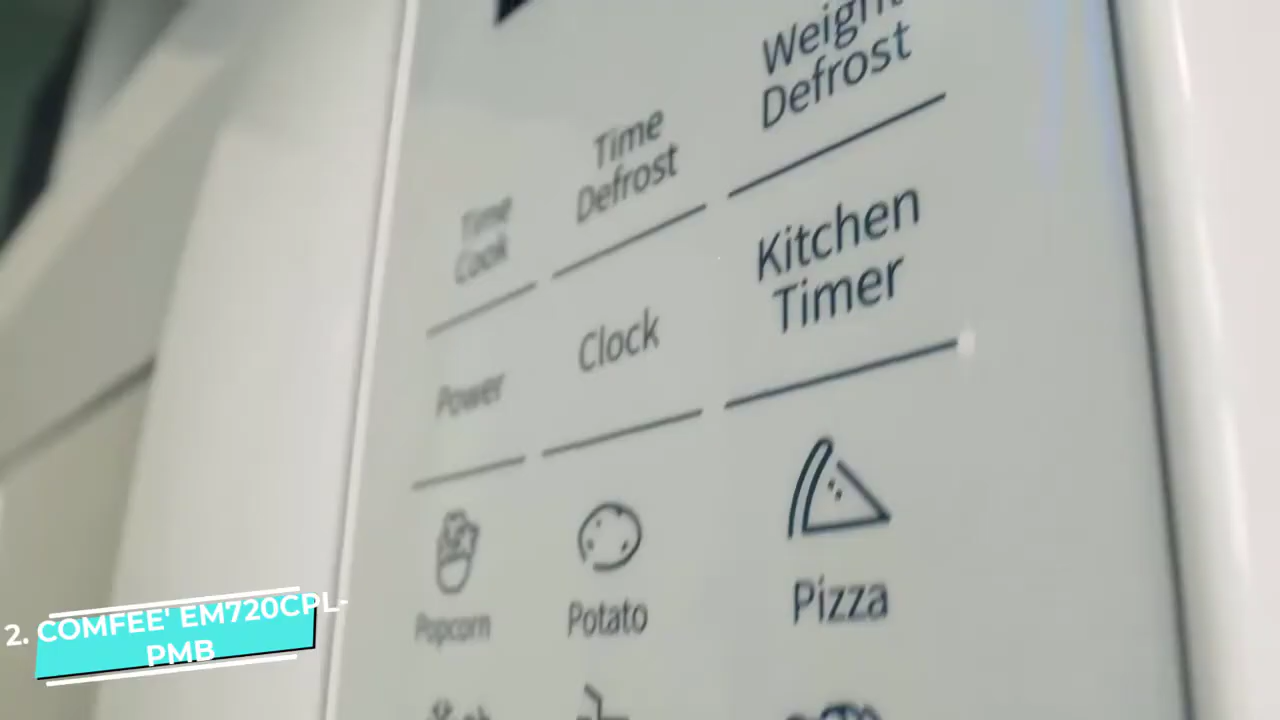 Weight
Defrost
Time
Defrost
Time
Cook
Kitchen
Timer
Clock
Power
Popcorn
Potato
Pizza
2. COMFEE' EM720CPL-
PMB